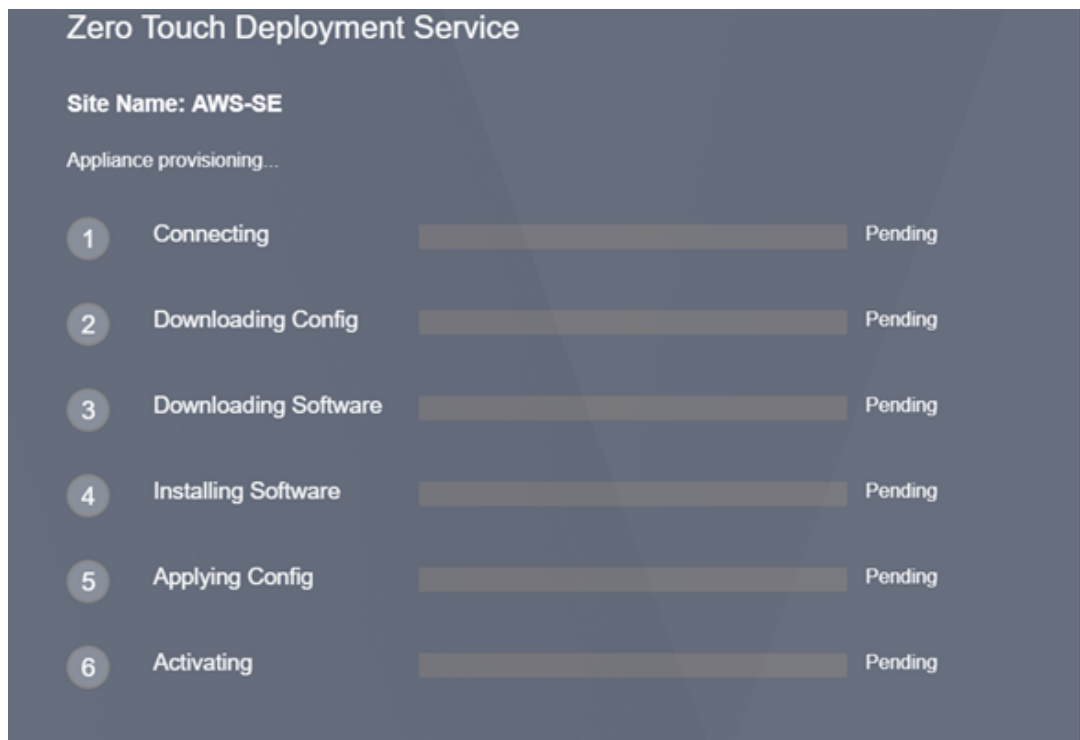 Zero Touch Deployment Service
Site Name: AWS-SE
Appliance provisioning...
1 Connecting Pending
2 Downloading Config Pending
3 Downloading Software Pending
4 Installing Software Pending
5 Applying Config Pending
6 Activating Pending